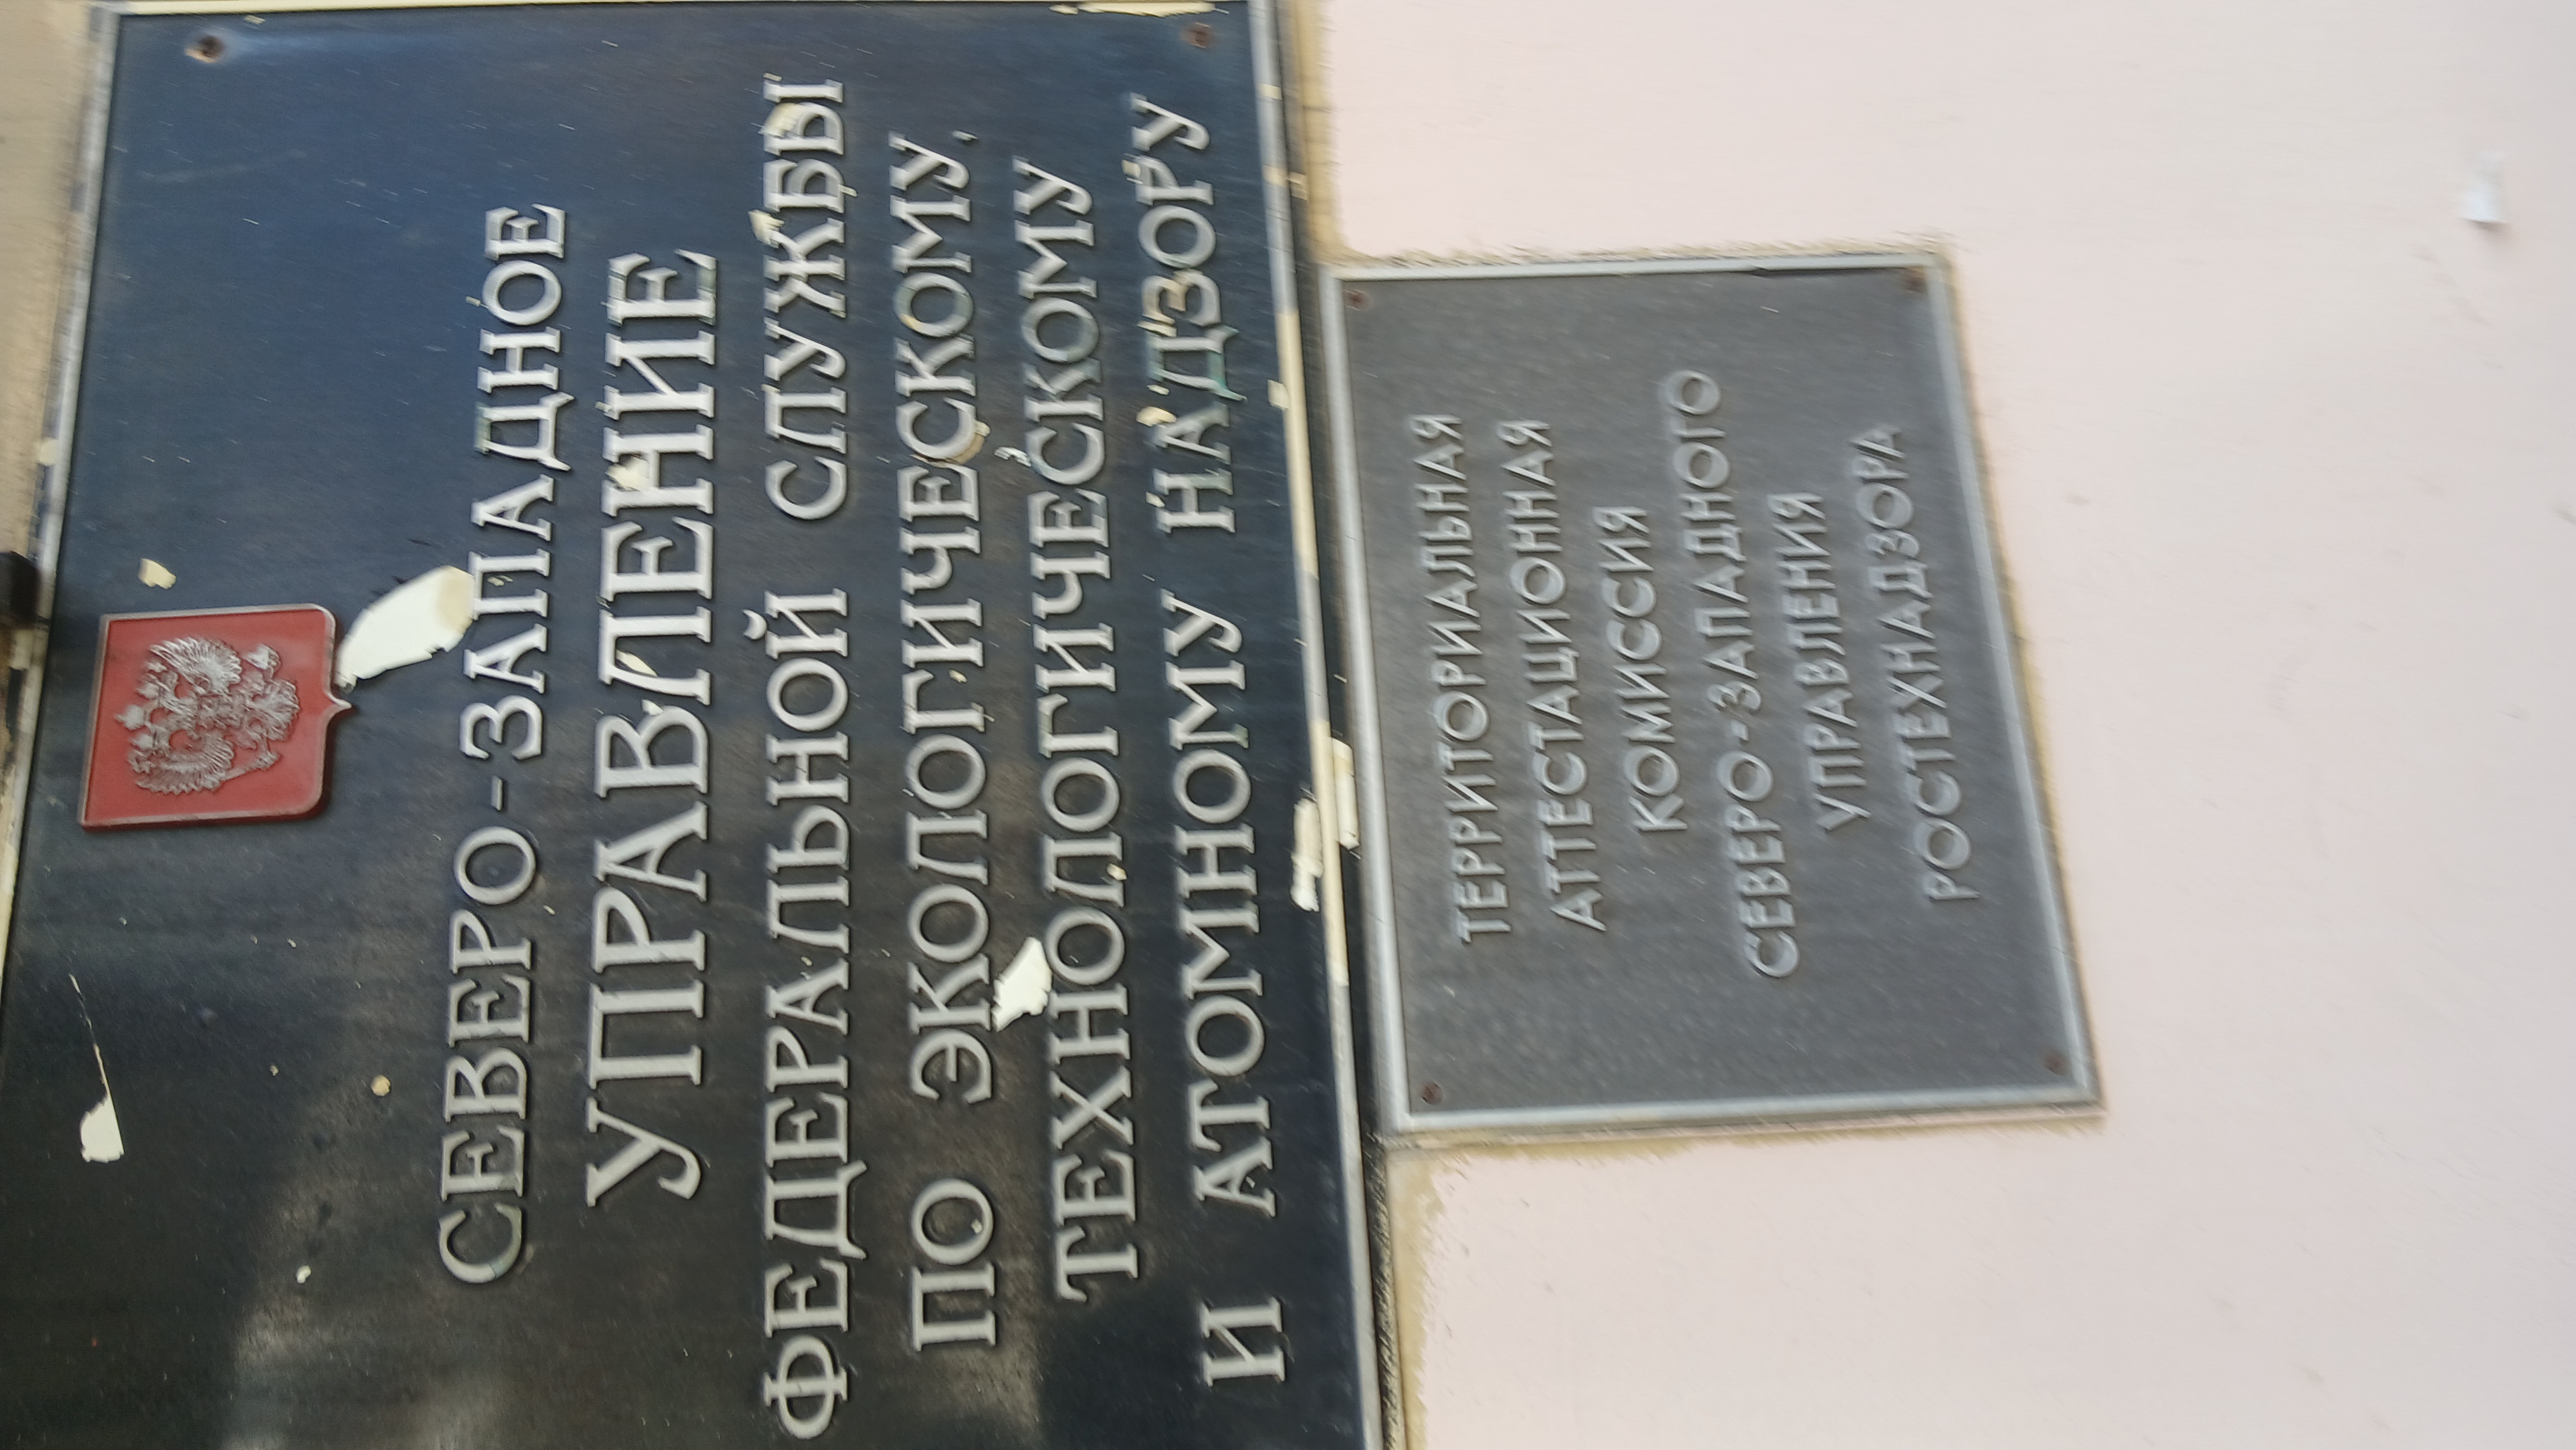 СЕВЕРО-ЗАПАДНОЕ
УПРАВЛЕНИЕ
ФЕДЕРАЛЬНОЙ СЛУЖБЫ
ПО ЭКОЛОГИЧЕСКОМУ,
ТЕХНОЛОГИЧЕСКОМУ
И АТОМНОМУ НАДЗОРУ
ТЕРРИТОРИАЛЬНАЯ
АТТЕСТАЦИОННАЯ
КОМИССИЯ
СЕВЕРО-ЗАПАДНОГО
УПРАВЛЕНИЯ
РОСТЕХНАДЗОРА